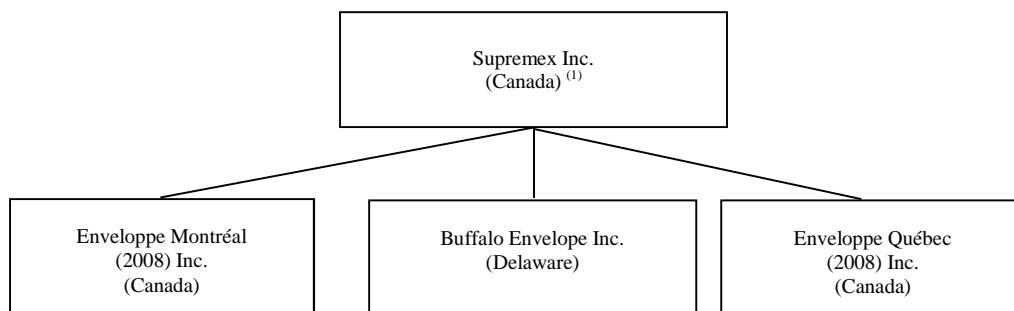 Supremex Inc.
(Canada) (1)
Enveloppe Montréal
(2008) Inc.
(Canada)
Buffalo Envelope Inc.
(Delaware)
Enveloppe Québec
(2008) Inc.
(Canada)